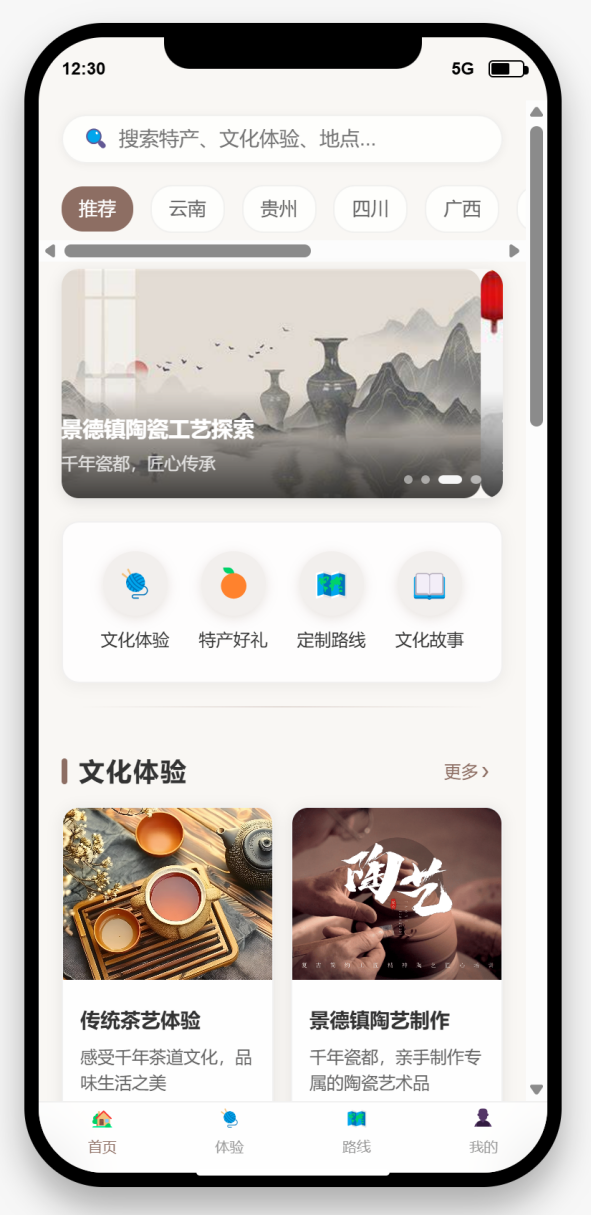 12:30
5G
搜索特产、文化体验、地点...
推荐
云南
贵州
四川
广西
景德镇陶瓷工艺探索
千年瓷都，匠心传承
文化体验
特产好礼
定制路线
文化故事
文化体验
更多 ›
陶艺
传统茶艺体验
感受千年茶道文化，品
味生活之美
景德镇陶艺制作
千年瓷都，亲手制作专
属的陶瓷艺术品
首页
体验
路线
我的